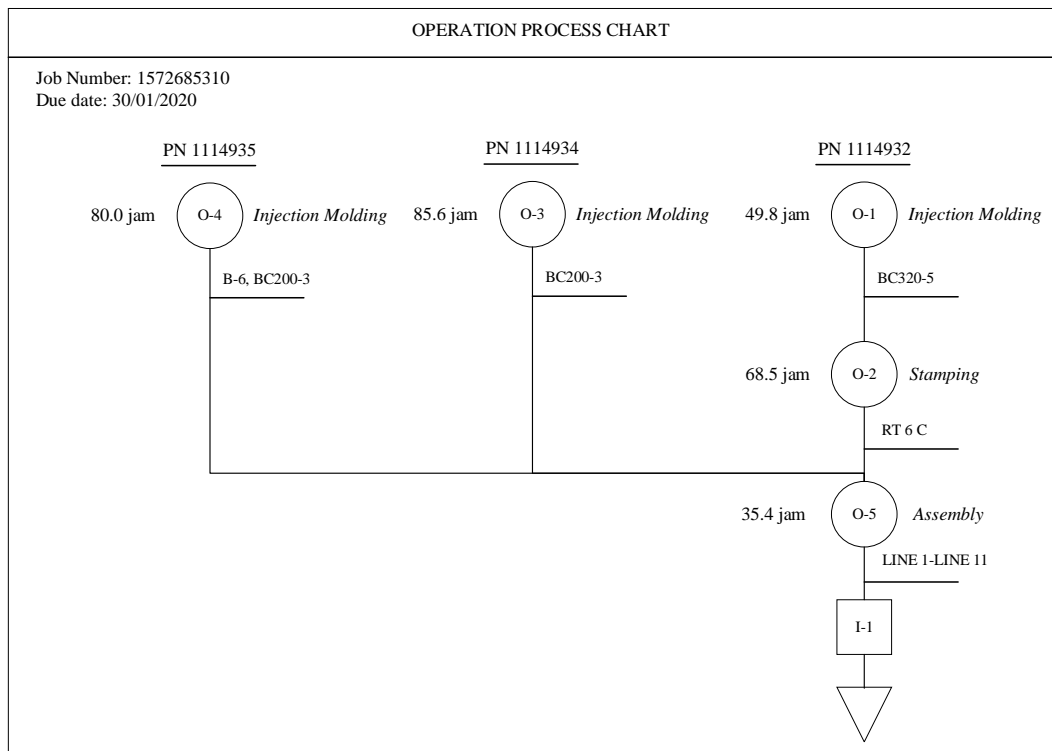 OPERATION PROCESS CHART
Job Number: 1572685310
Due date: 30/01/2020
PN 1114935
PN 1114934
PN 1114932
80.0 jam
O-4
Injection Molding
85.6 jam
O-3
Injection Molding
49.8 jam
O-1
Injection Molding
B-6, BC200-3
BC200-3
BC320-5
68.5 jam
O-2
Stamping
RT 6 C
35.4 jam
O-5
Assembly
LINE 1-LINE 11
I-1